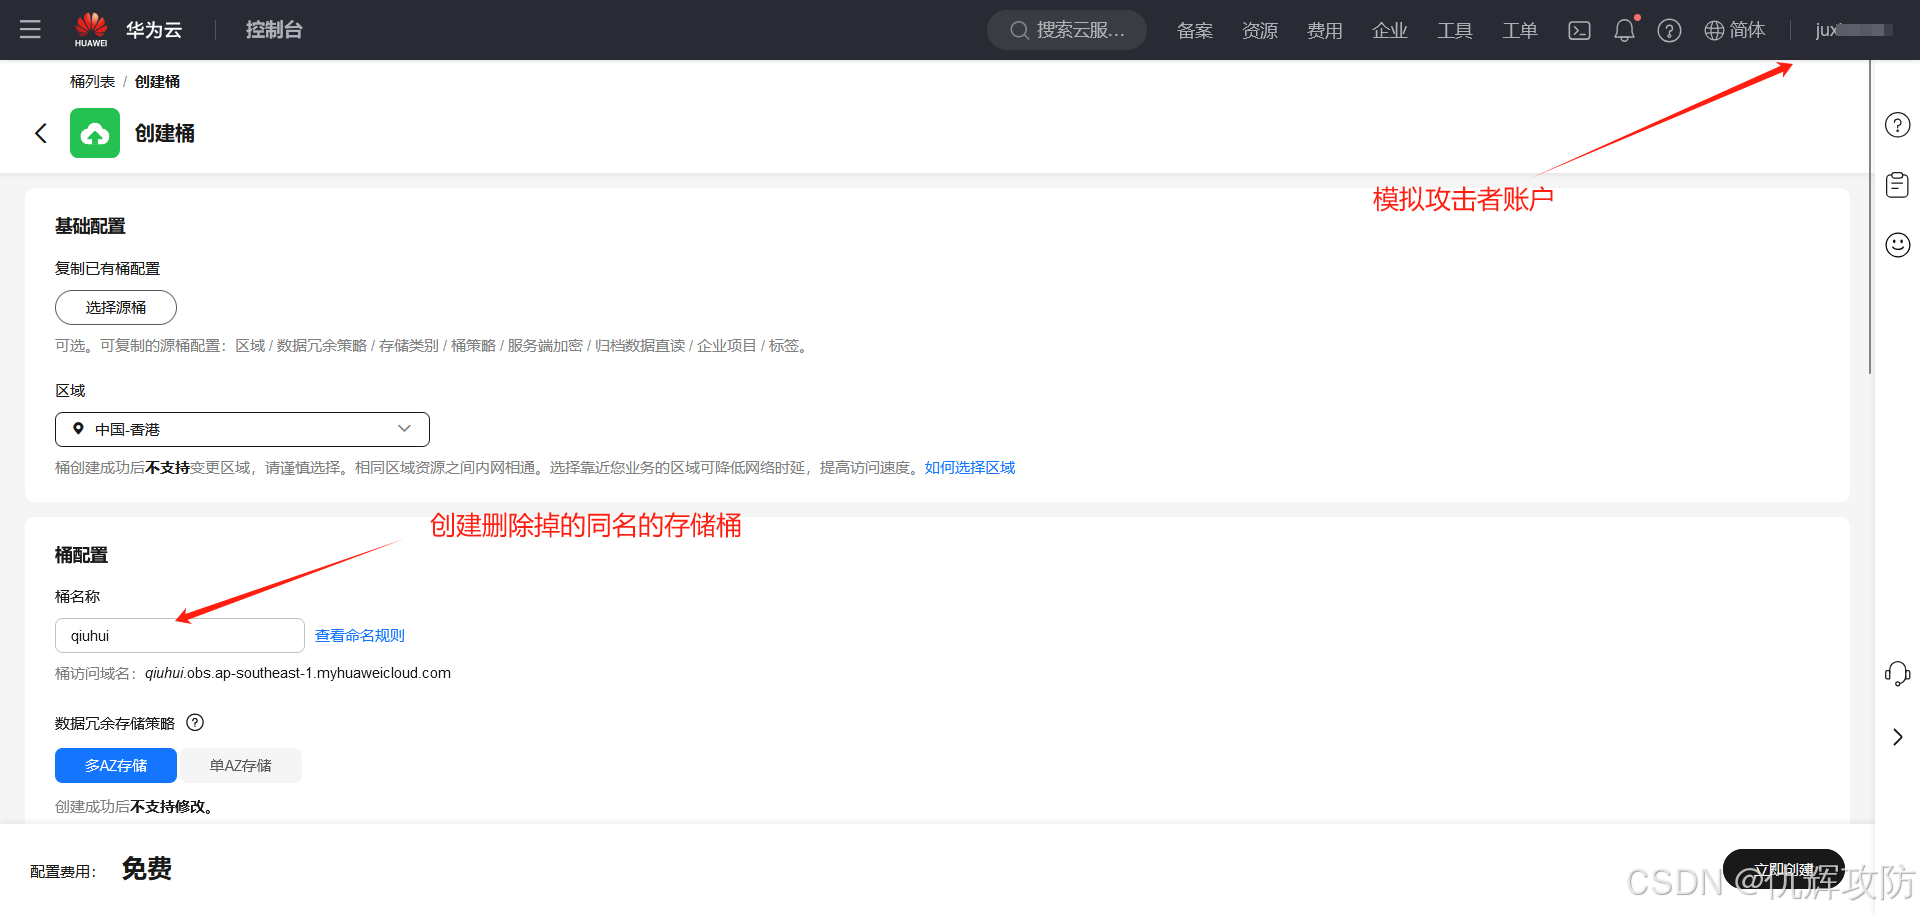 HUAWEI
华为云
控制台
搜索云服...
备案
资源
费用
企业
工具
工单
简体
jux
桶列表 / 创建桶
创建桶
模拟攻击者账户
基础配置
复制已有桶配置
选择源桶
可选。可复制的源桶配置：区域 / 数据冗余策略 / 存储类别 / 桶策略 / 服务端加密 / 归档数据直读 / 企业项目 / 标签。
区域
中国-香港
桶创建成功后不支持变更区域，请谨慎选择。相同区域资源之间内网相通。选择靠近您业务的区域可降低网络时延，提高访问速度。如何选择区域
创建删除掉的同名的存储桶
桶配置
桶名称
qiuhui
查看命名规则
桶访问域名：qiuhui.obs.ap-southeast-1.myhuaweicloud.com
数据冗余存储策略
多AZ存储
单AZ存储
创建成功后不支持修改。
配置费用：
免费
立即创建
CSDN @仇辉攻防